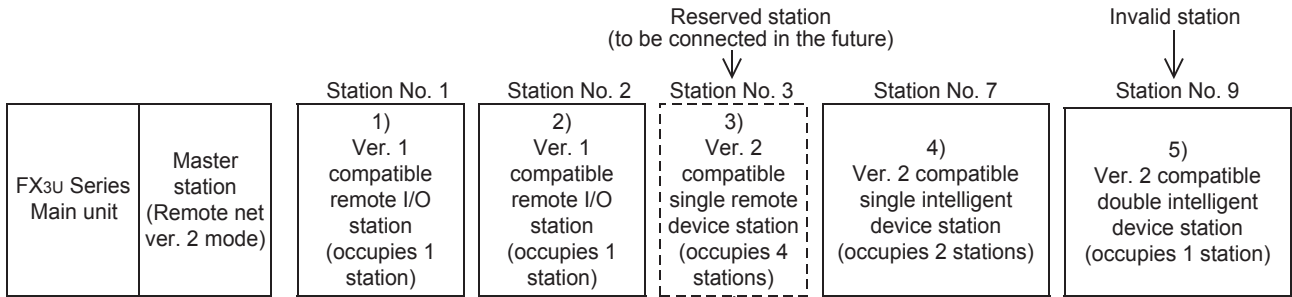 Reserved station
(to be connected in the future)
Invalid station
Station No. 1
Station No. 2
Station No. 3
Station No. 7
Station No. 9
FX3U Series
Main unit
Master
station
(Remote net
ver. 2 mode)
1)
Ver. 1
compatible
remote I/O
station
(occupies 1
station)
2)
Ver. 1
compatible
remote I/O
station
(occupies 1
station)
3)
Ver. 2
compatible
single remote
device station
(occupies 4
stations)
4)
Ver. 2 compatible
single intelligent
device station
(occupies 2 stations)
5)
Ver. 2 compatible
double intelligent
device station
(occupies 1 station)